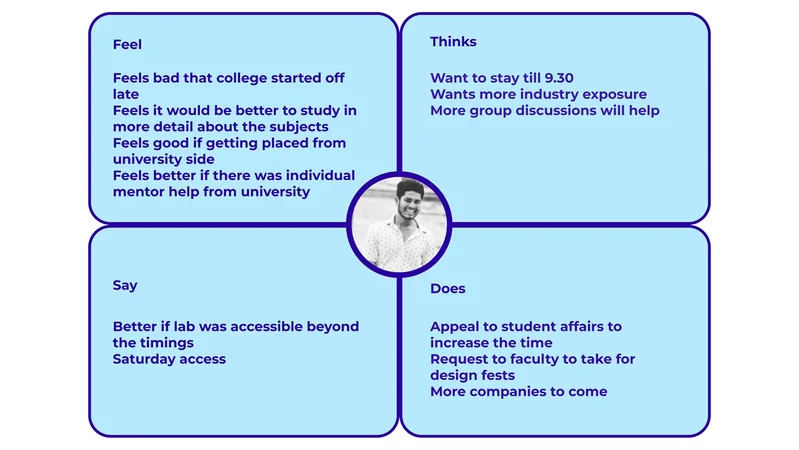 Feel
Feels bad that college started off
late
Feels it would be better to study in
more detail about the subjects
Feels good if getting placed from
university side
Feels better if there was individual
mentor help from university
Thinks
Want to stay till 9.30
Wants more industry exposure
More group discussions will help
Say
Better if lab was accessible beyond
the timings
Saturday access
Does
Appeal to student affairs to
increase the time
Request to faculty to take for
design fests
More companies to come